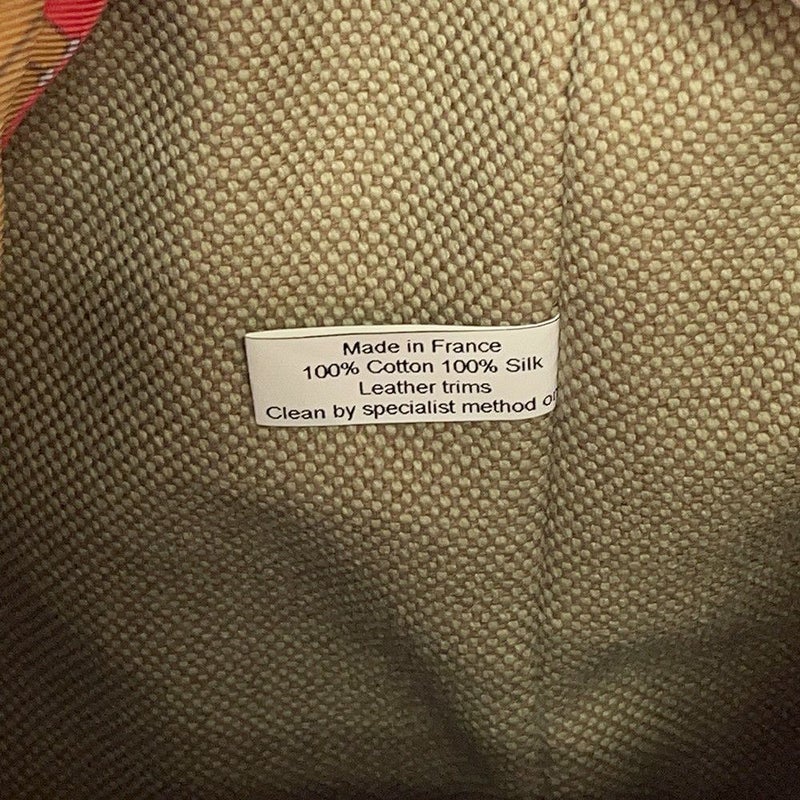 Made in France
100% Cotton 100% Silk
Leather trims
Clean by specialist method